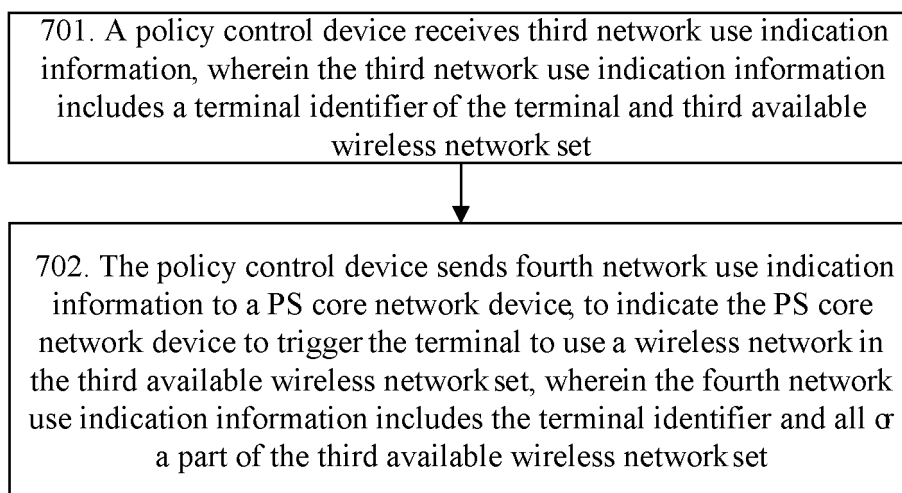 701. A policy control device receives third network use indication
information, wherein the third network use indication information
includes a terminal identifier of the terminal and third available
wireless network set
702. The policy control device sends fourth network use indication
information to a PS core network device, to indicate the PS core
network device to trigger the terminal to use a wireless network in
the third available wireless network set, wherein the fourth network
use indication information includes the terminal identifier and all or
a part of the third available wireless network set